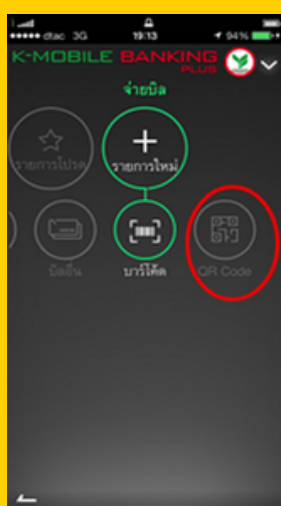 dtac 3G 19:13 94%
K-MOBILE BANKING
PLUS
จ่ายบิล
รายการโปรด รายการใหม่
บิลอื่น บาร์โค้ด QR Code